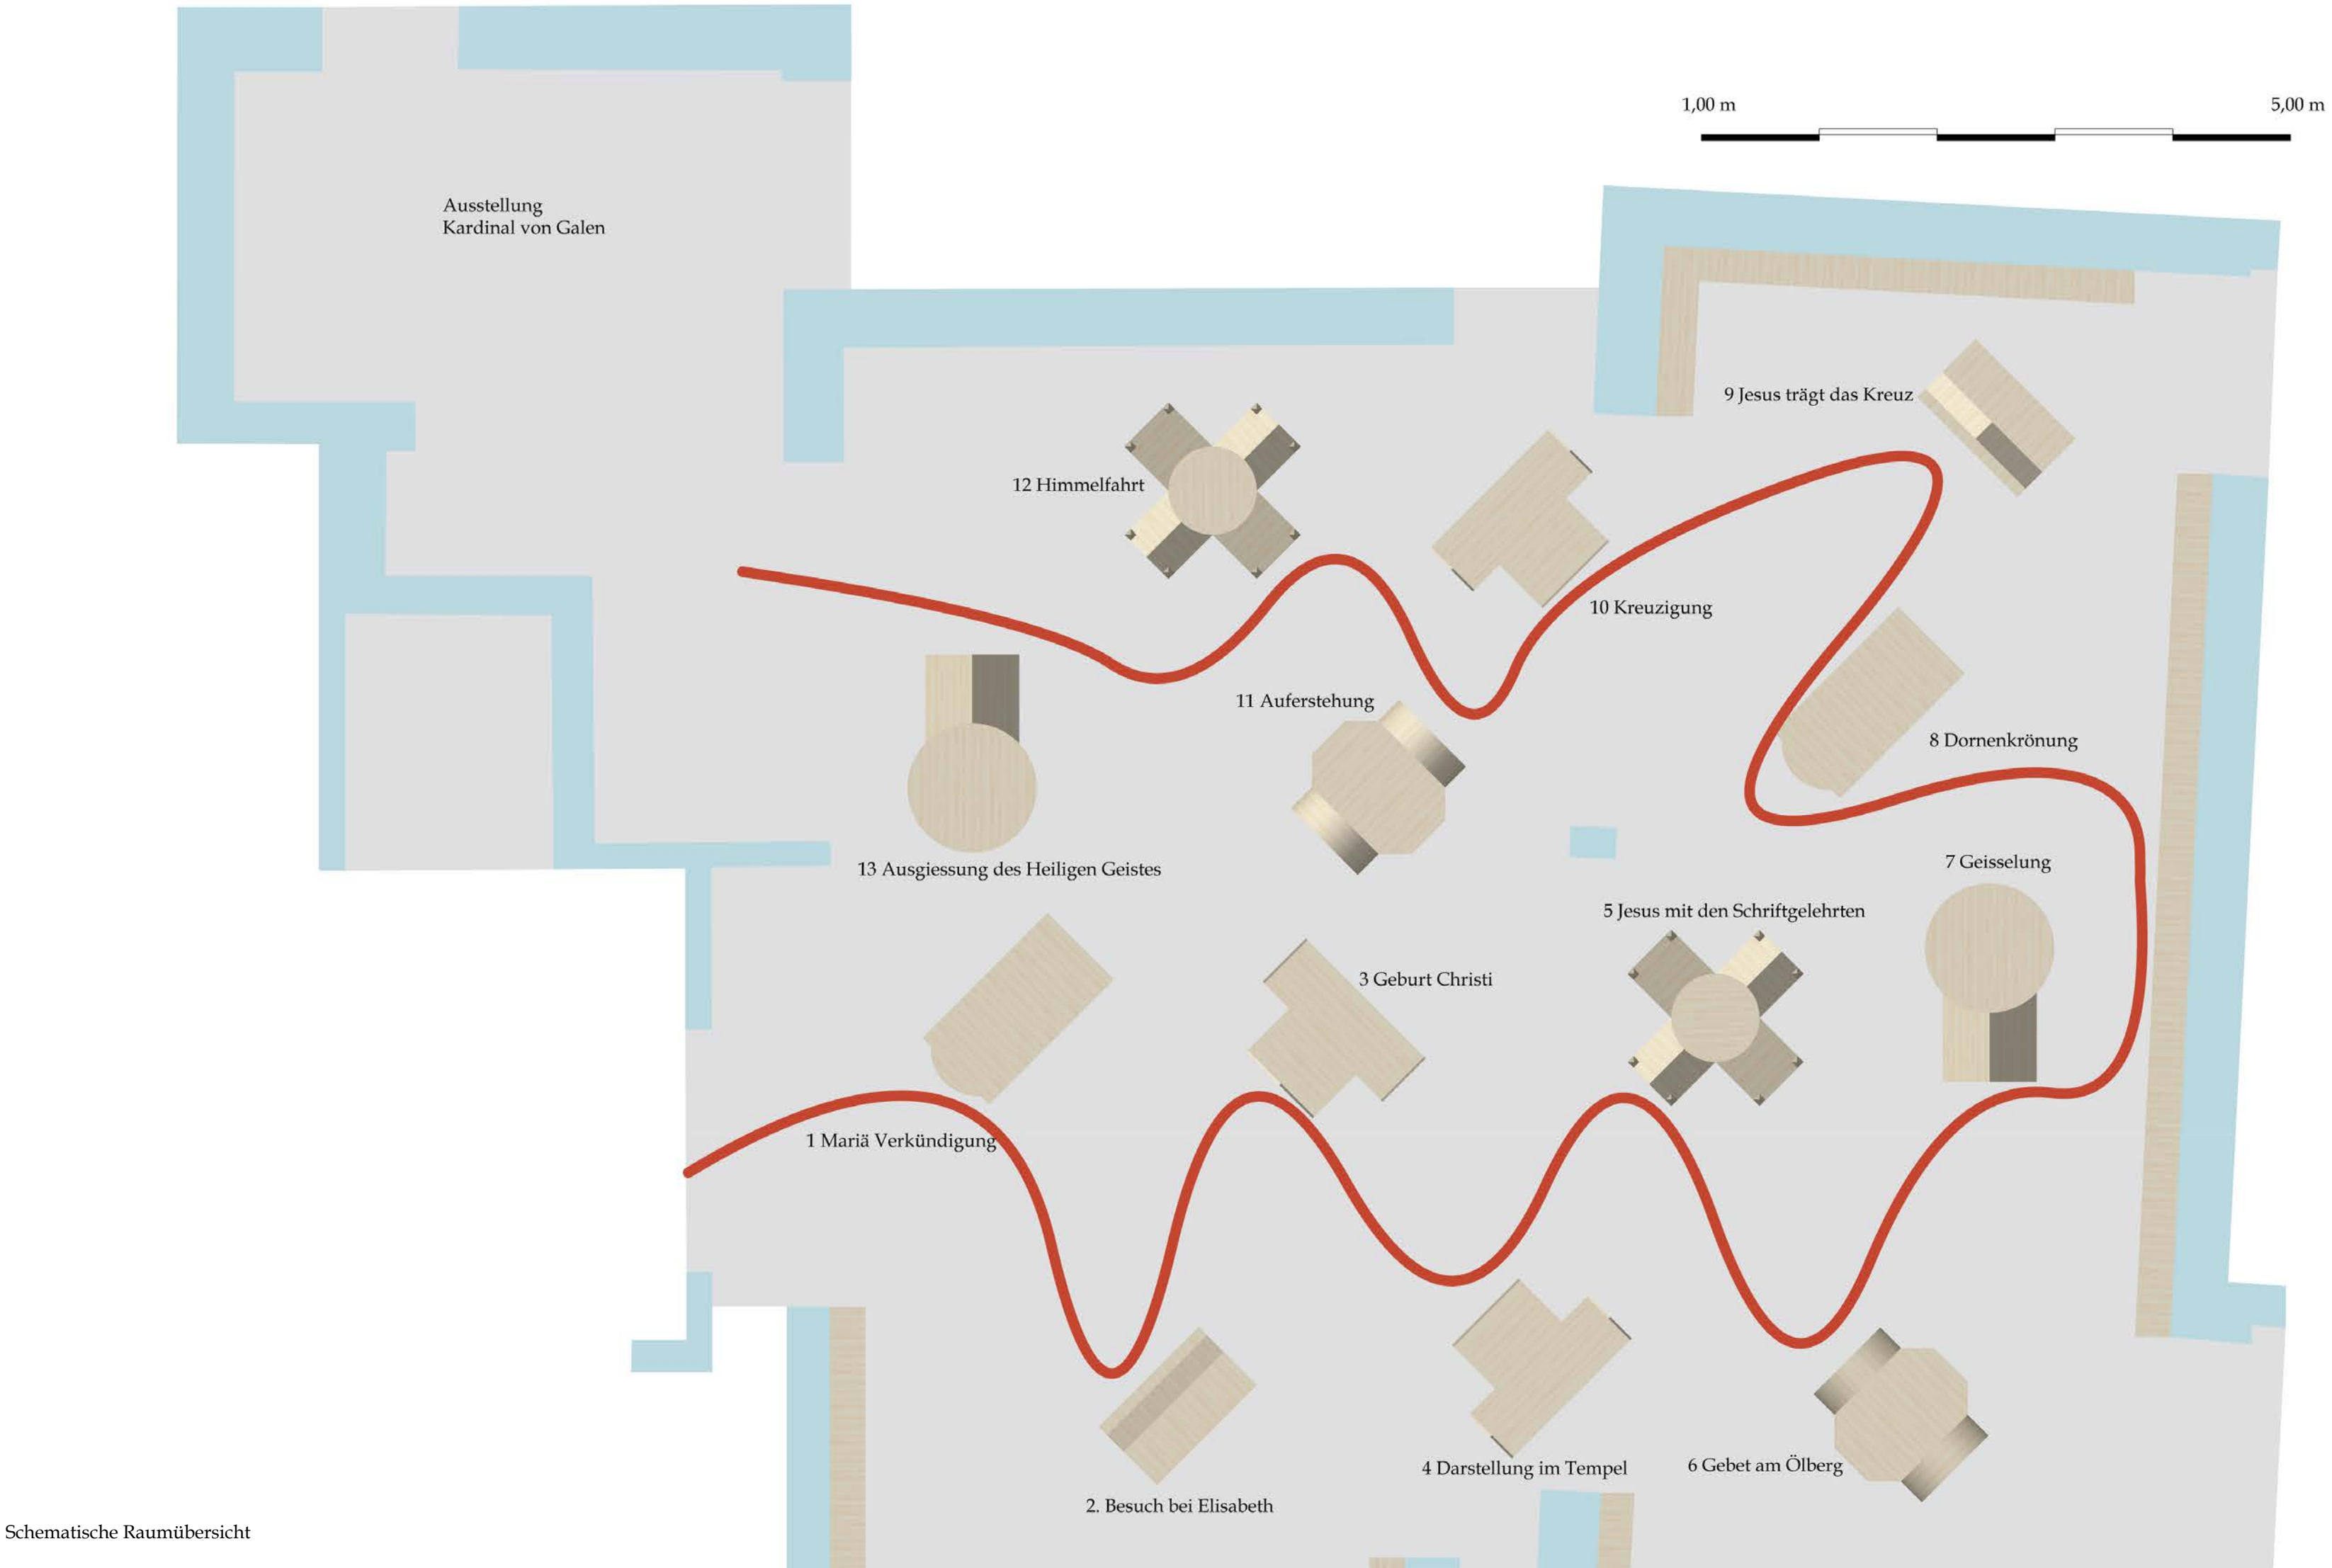 1,00 m
5,00 m
Ausstellung
Kardinal von Galen
9 Jesus trägt das Kreuz
12 Himmelfahrt
10 Kreuzigung
11 Auferstehung
8 Dornenkrönung
13 Ausgiessung des Heiligen Geistes
7 Geisselung
5 Jesus mit den Schriftgelehrten
3 Geburt Christi
1 Mariä Verkündigung
4 Darstellung im Tempel
6 Gebet am Ölberg
2. Besuch bei Elisabeth
Schematische Raumübersicht